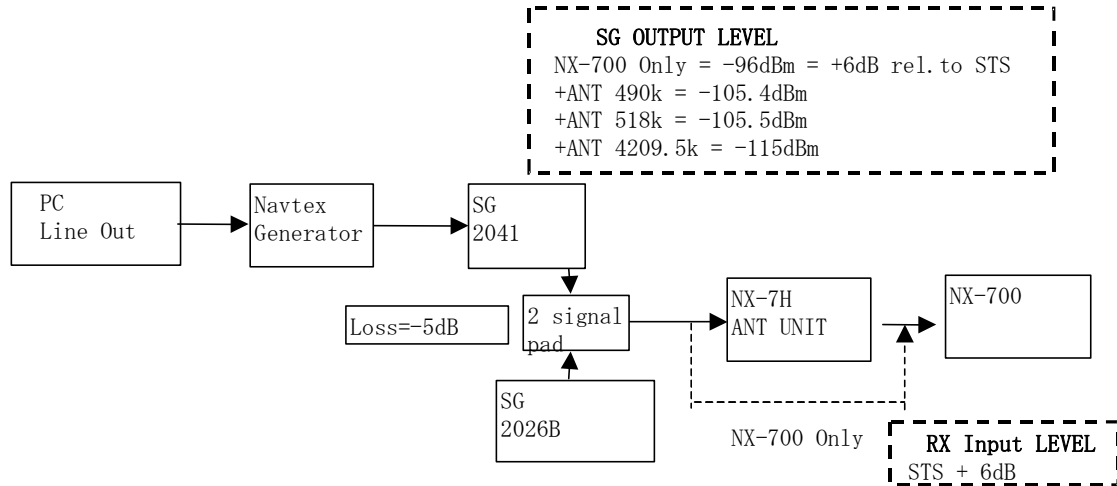 SG OUTPUT LEVEL
NX-700 Only = -96dBm = +6dB rel.to STS
+ANT 490k = -105.4dBm
+ANT 518k = -105.5dBm
+ANT 4209.5k = -115dBm
PC
Line Out
Navtex
Generator
SG
2041
Loss=-5dB
2 signal
pad
NX-7H
ANT UNIT
NX-700
SG
2026B
NX-700 Only
RX Input LEVEL
STS + 6dB